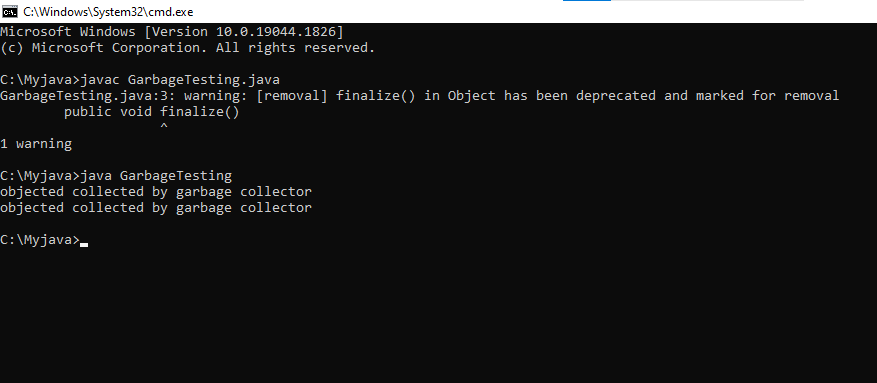 C:\Windows\System32\cmd.exe
Microsoft Windows [Version 10.0.19044.1826]
(c) Microsoft Corporation. All rights reserved.
C:\Myjava>javac GarbageTesting.java
GarbageTesting.java:3: warning: [removal] finalize() in Object has been deprecated and marked for removal
        public void finalize()
                    ^
1 warning
C:\Myjava>java GarbageTesting
objected collected by garbage collector
objected collected by garbage collector
C:\Myjava>